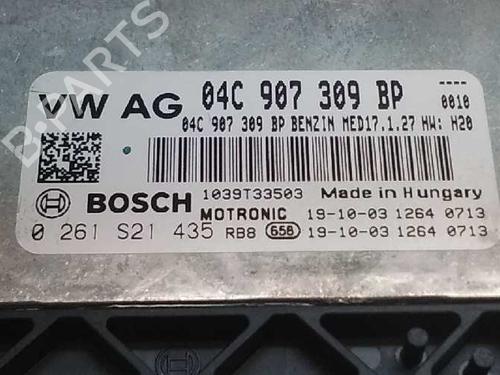 B-PARTS
VW AG 04C 907 309 BP ----
0010
04C 907 309 BP BENZIN MED17.1.27 HW: H20
1039T33503 Made in Hungary
BOSCH MOTRONIC 19-10-03 1264 0713
0 261 S21 435 RB8 658 19-10-03 1264 0713